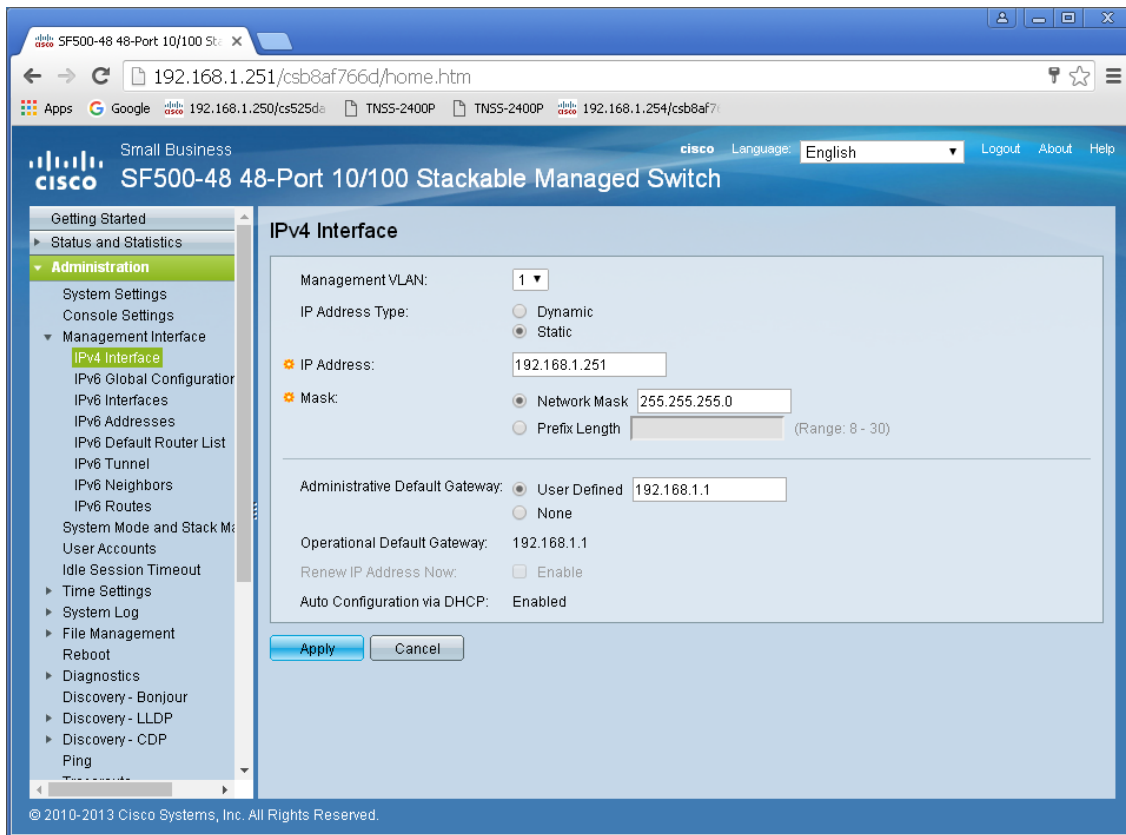 SF500-48 48-Port 10/100 Sta
192.168.1.251/csb8af766d/home.htm
Apps Google 192.168.1.250/cs525da TNSS-2400P TNSS-2400P 192.168.1.254/csb8af7
Small Business
cisco Language: English Logout About Help
cisco SF500-48 48-Port 10/100 Stackable Managed Switch
Getting Started
Status and Statistics
Administration
System Settings
Console Settings
Management Interface
IPv4 Interface
IPv6 Global Configuration
IPv6 Interfaces
IPv6 Addresses
IPv6 Default Router List
IPv6 Tunnel
IPv6 Neighbors
IPv6 Routes
System Mode and Stack Ma
User Accounts
Idle Session Timeout
Time Settings
System Log
File Management
Reboot
Diagnostics
Discovery - Bonjour
Discovery - LLDP
Discovery - CDP
Ping
IPv4 Interface
Management VLAN: 1
IP Address Type: Dynamic
Static
IP Address: 192.168.1.251
Mask: Network Mask 255.255.255.0
Prefix Length (Range: 8 - 30)
Administrative Default Gateway: User Defined 192.168.1.1
None
Operational Default Gateway: 192.168.1.1
Renew IP Address Now: Enable
Auto Configuration via DHCP: Enabled
Apply Cancel
© 2010-2013 Cisco Systems, Inc. All Rights Reserved.